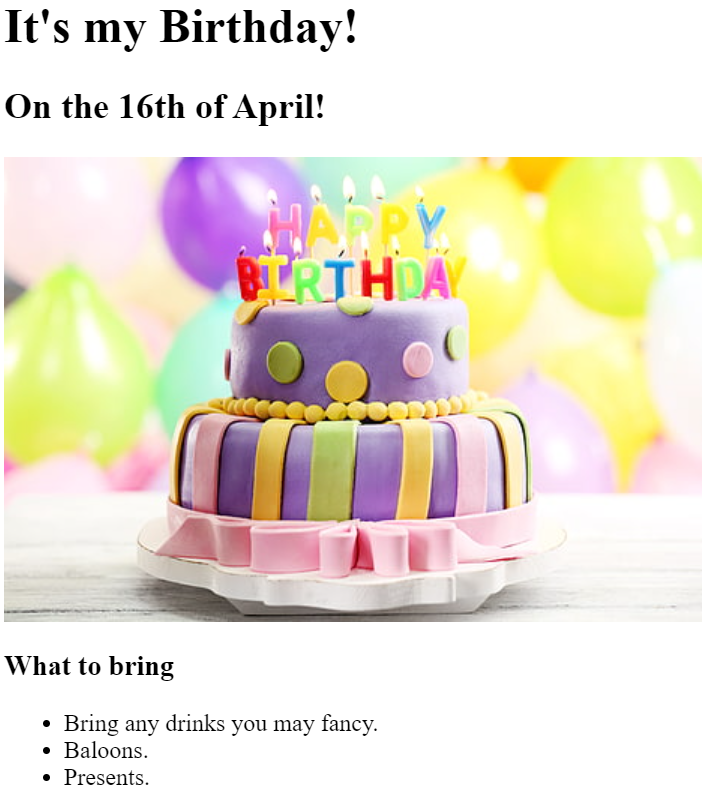 It's my Birthday!
On the 16th of April!
HAPPY
BIRTHDAY
What to bring
Bring any drinks you may fancy.
Baloons.
Presents.